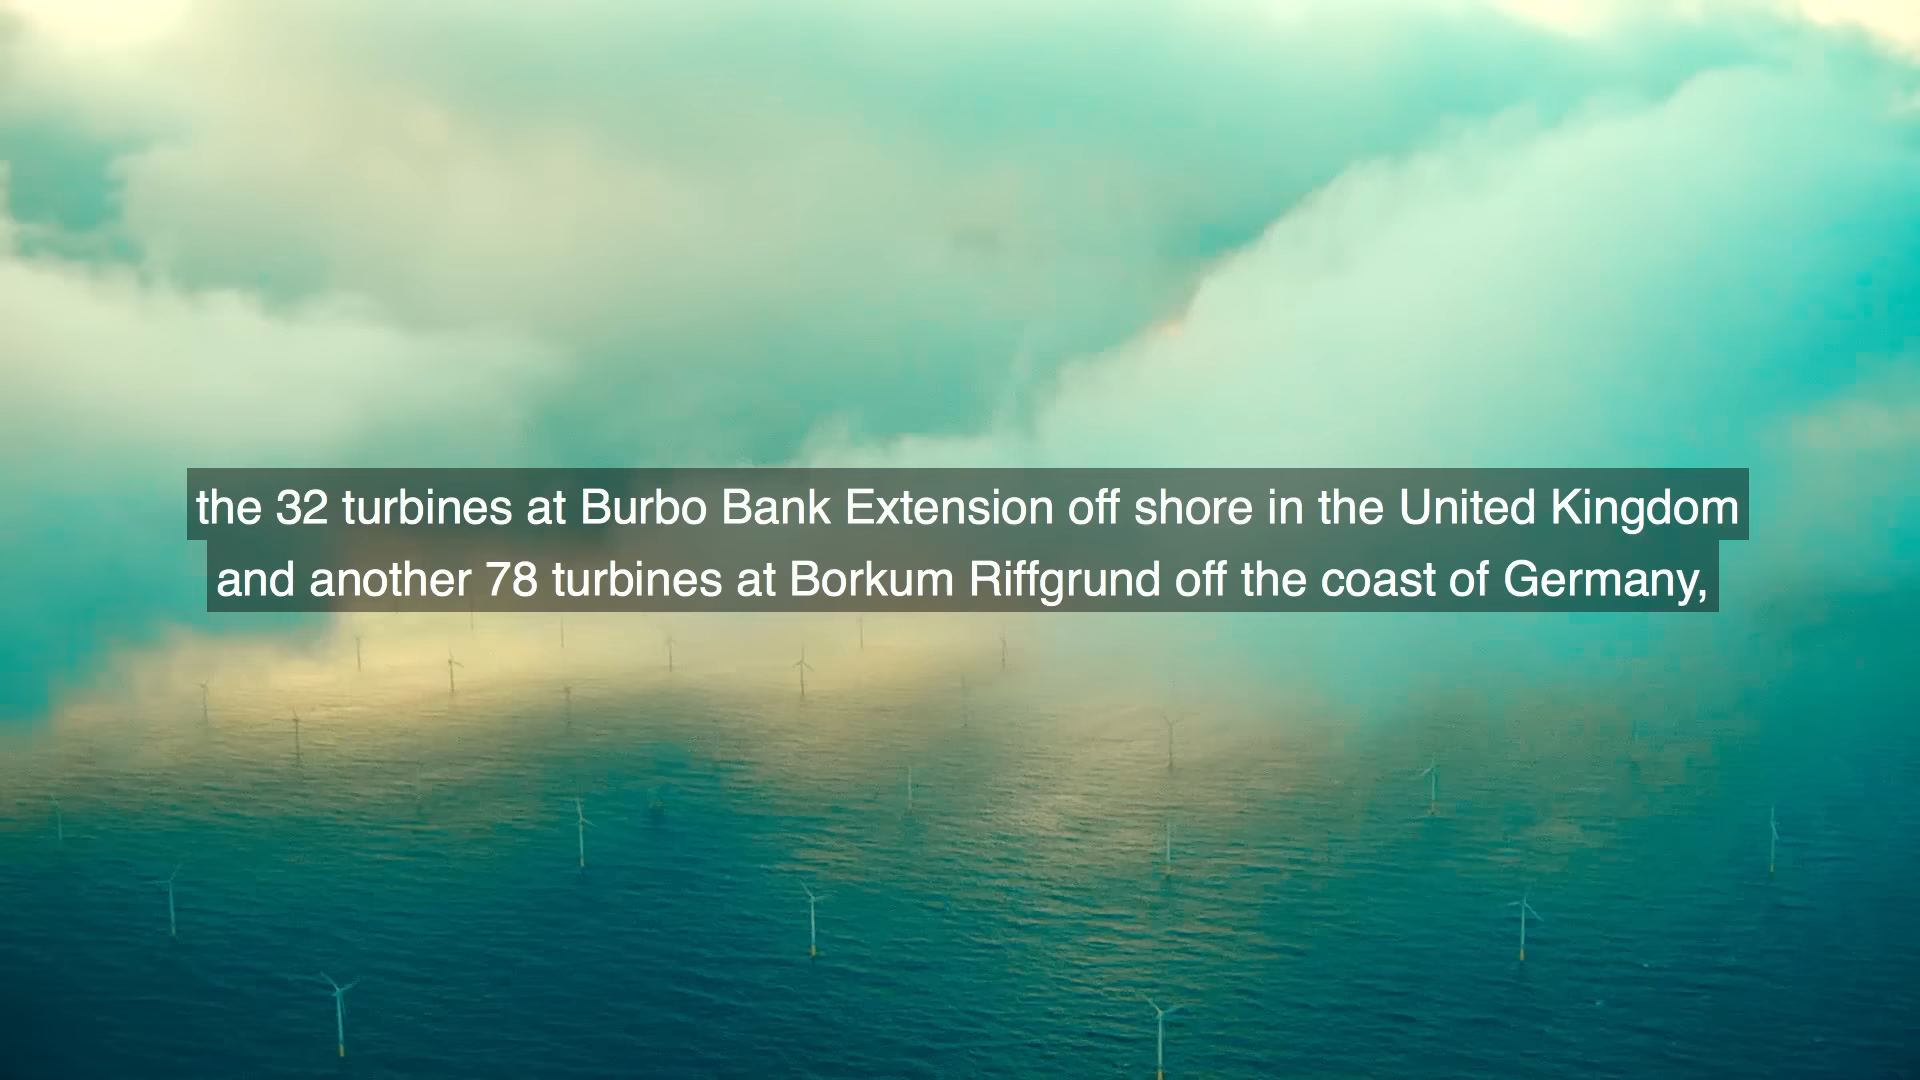 the 32 turbines at Burbo Bank Extension off shore in the United Kingdom
and another 78 turbines at Borkum Riffgrund off the coast of Germany,